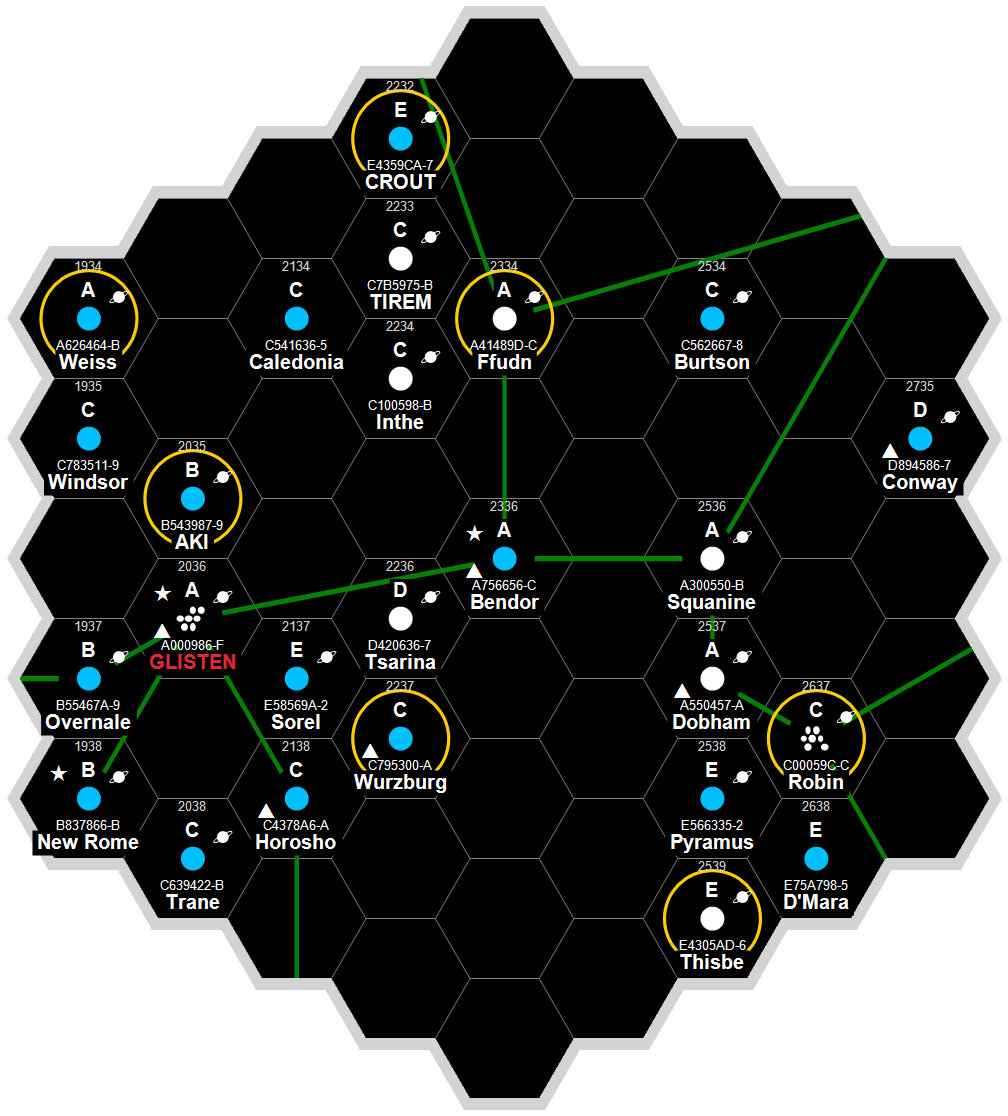 2232
E
E4359CA-7
CROUT
2233
C
C7B5975-B
TIREM
1934
A
A626464-B
Weiss
2134
C
C541636-5
Caledonia
2334
A
A41489D-C
Ffudn
2534
C
C562667-8
Burtson
2234
C
C100598-B
Inthe
1935
C
C783511-9
Windsor
2735
D
D894586-7
Conway
2035
B
B543987-9
AKI
2336
A
A756656-C
Bendor
2536
A
A300550-B
Squanine
2036
A
A000986-F
GLISTEN
2236
D
D420636-7
Tsarina
1937
B
B55467A-9
Overnale
2137
E
E58569A-2
Sorel
2537
A
A550457-A
Dobham
2237
C
C795300-A
Wurzburg
2637
C
C00059C-C
Robin
1938
B
B837866-B
New Rome
2138
C
C4378A6-A
Horosho
2538
E
E566335-2
Pyramus
2038
C
C639422-B
Trane
2638
E
E75A798-5
D'Mara
2539
E
E4305AD-6
Thisbe